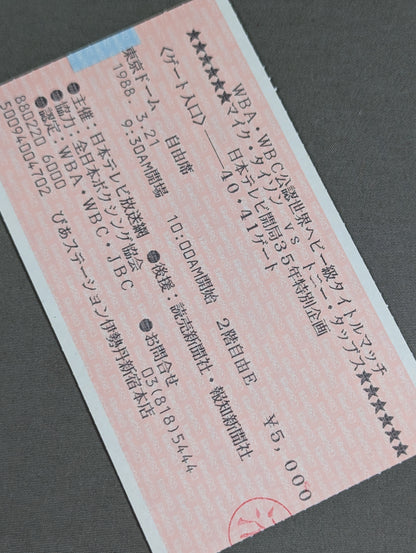 WBA・WBC公認世界ヘビー級タイトルマッチ
★★★★★★マイク・タイソン vs トニー・タッブス★★★★★★
日本テレビ開局35年特別企画
〈ゲート入口〉――40・41ゲート
東京ドーム 自由席 2階自由E ¥5,000
1988. 3.21 9:30AM開場 10:00AM開始
●主催:日本テレビ放送網 ●後援:読売新聞社・報知新聞社
●協力:全日本ボクシング協会
●認定:WBA・WBC・JBC ●お問合せ 03(818)5444
880220 6000 ぴあステーション伊勢丹新宿本店
50094004702